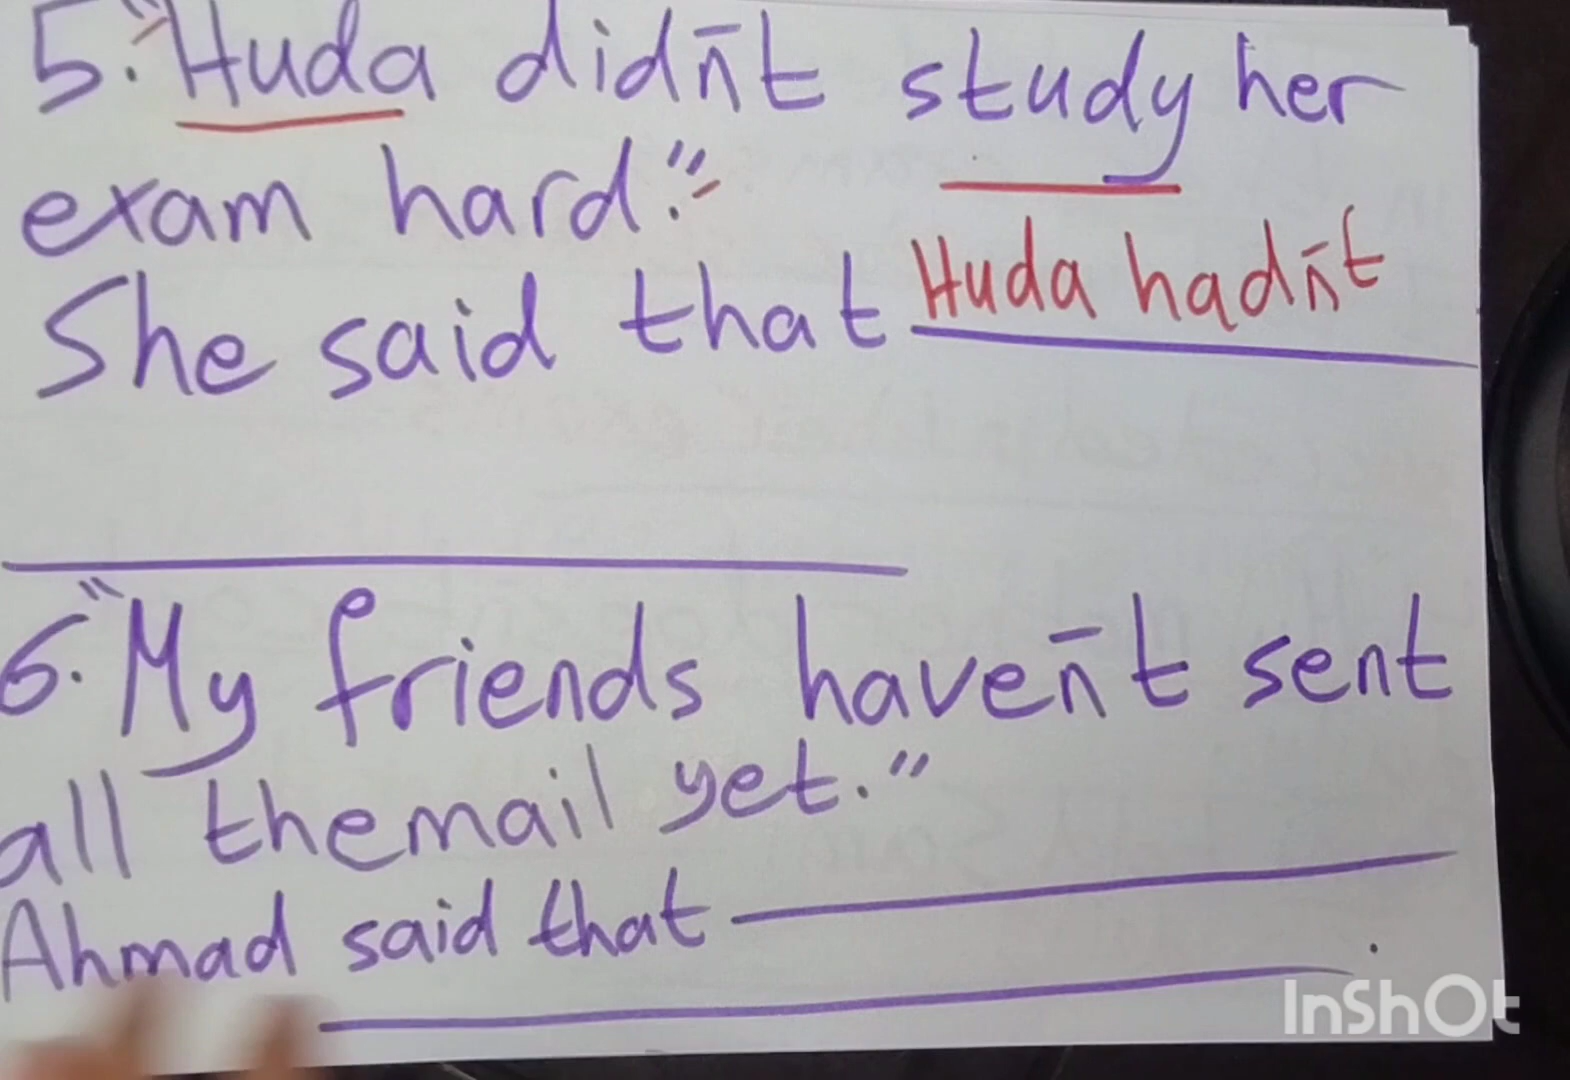 5. "Huda didn't study her
exam hard."
She said that Huda hadn't
6. "My friends haven't sent
all the mail yet."
Ahmad said that
.
InShOt